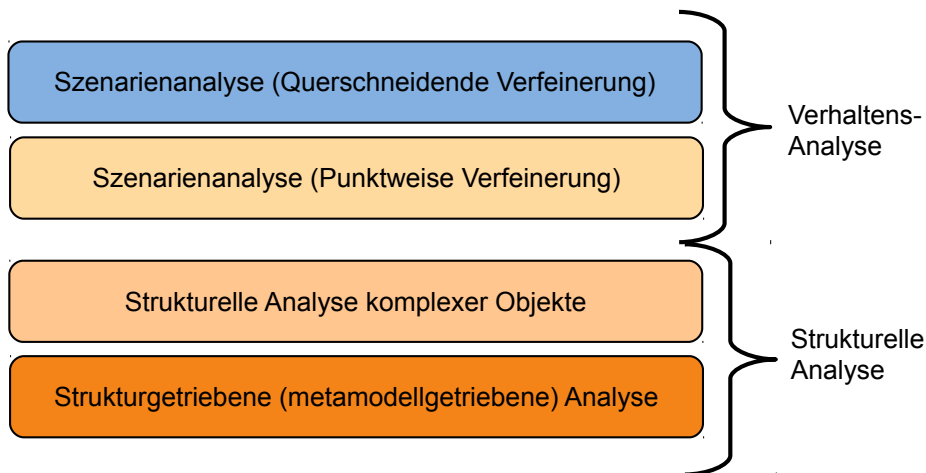 Szenarienanalyse (Querschneidende Verfeinerung)
Szenarienanalyse (Punktweise Verfeinerung)
Verhaltens-
Analyse
Strukturelle Analyse komplexer Objekte
Strukturgetriebene (metamodellgetriebene) Analyse
Strukturelle
Analyse